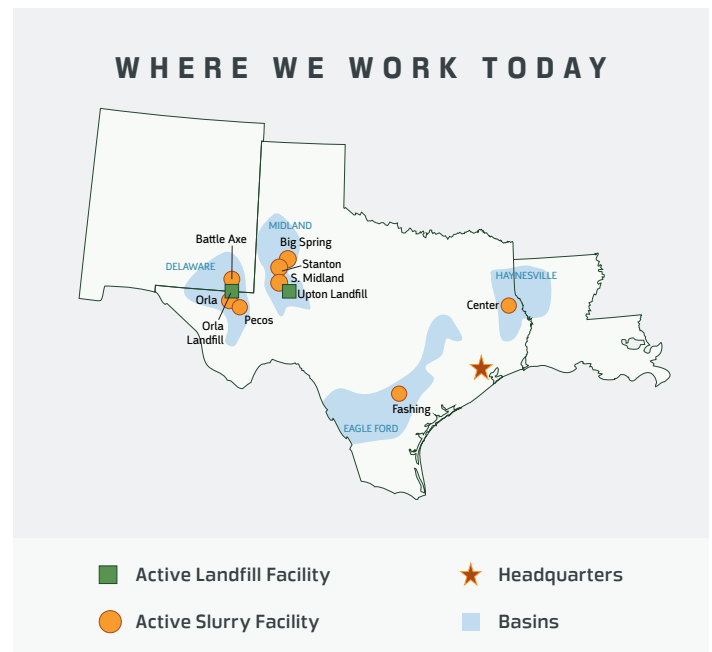 WHERE WE WORK TODAY
MIDLAND
Battle Axe
Big Spring
DELAWARE
Stanton
HAYNESVILLE
S. Midland
Upton Landfill
Orla
Center
Pecos
Orla
Landfill
Fashing
EAGLE FORD
Active Landfill Facility
Headquarters
Active Slurry Facility
Basins